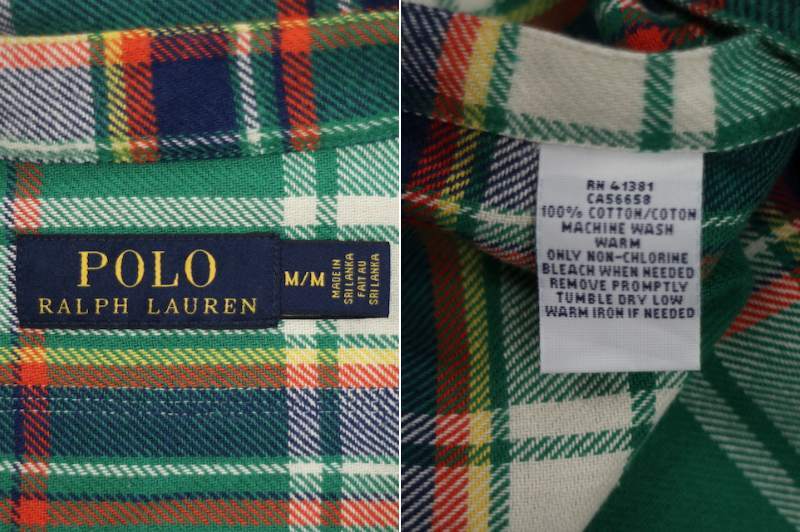 POLO
RALPH LAUREN
M/M
MADE IN
SRI LANKA
FAIT AU
SRI LANKA
RN 41381
CA56658
100% COTTON/COTON
MACHINE WASH
WARM
ONLY NON-CHLORINE
BLEACH WHEN NEEDED
REMOVE PROMPTLY
TUMBLE DRY LOW
WARM IRON IF NEEDED